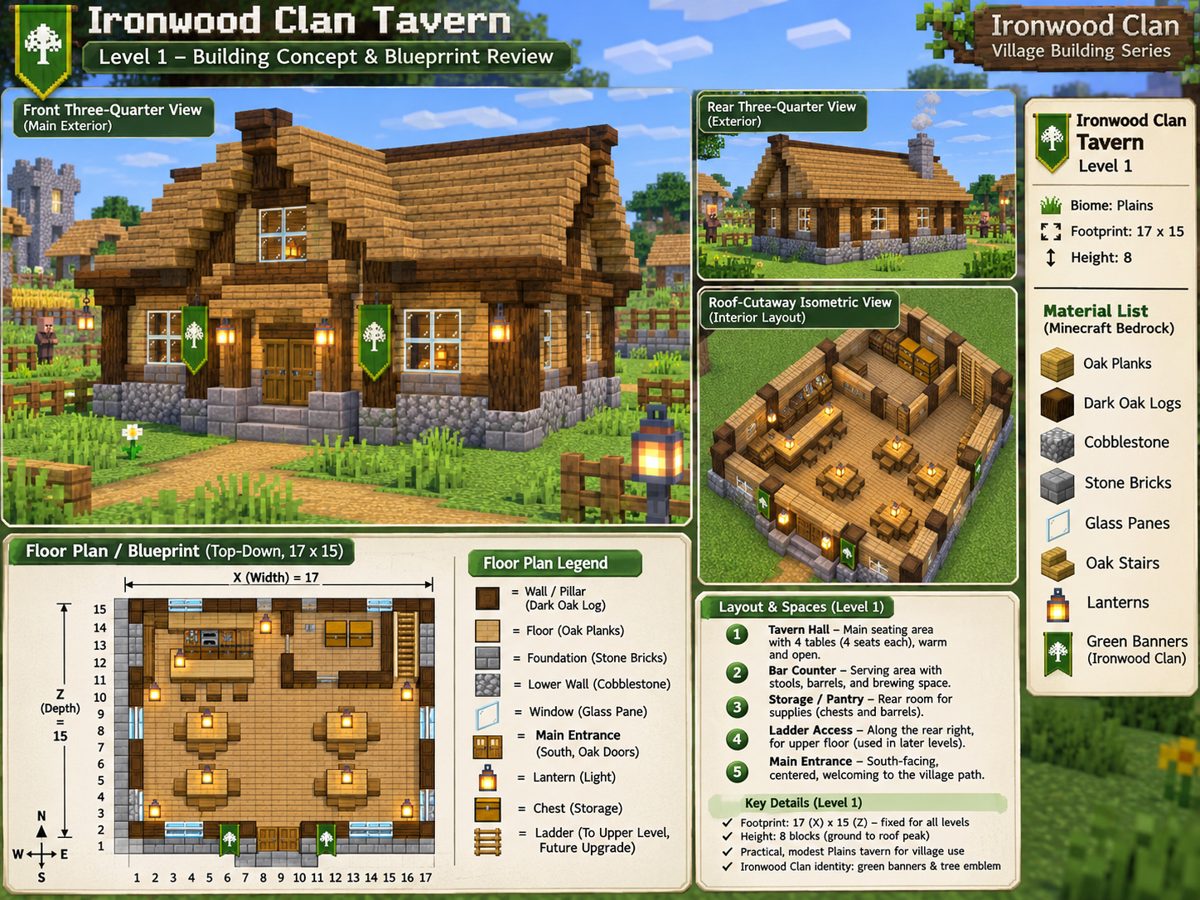 Ironwood Clan Tavern
Level 1 – Building Concept & Blueprrint Review
Ironwood Clan
Village Building Series
Front Three-Quarter View
(Main Exterior)
Rear Three-Quarter View
(Exterior)
Roof-Cutaway Isometric View
(Interior Layout)
Ironwood Clan
Tavern
Level 1
Biome: Plains
Footprint: 17 x 15
Height: 8
Material List
(Minecraft Bedrock)
Oak Planks
Dark Oak Logs
Cobblestone
Stone Bricks
Glass Panes
Oak Stairs
Lanterns
Green Banners
(Ironwood Clan)
Floor Plan / Blueprint (Top-Down, 17 x 15)
X (Width) = 17
Z
(Depth)
=
15
15
14
13
12
11
10
9
8
7
6
5
4
3
2
1
N
W E
S
1 2 3 4 5 6 7 8 9 10 11 12 13 14 15 16 17
Floor Plan Legend
= Wall / Pillar
(Dark Oak Log)
= Floor (Oak Planks)
= Foundation (Stone Bricks)
= Lower Wall (Cobblestone)
= Window (Glass Pane)
= Main Entrance
(South, Oak Doors)
= Lantern (Light)
= Chest (Storage)
= Ladder (To Upper Level,
Future Upgrade)
Layout & Spaces (Level 1)
1 Tavern Hall – Main seating area
with 4 tables (4 seats each), warm
and open.
2 Bar Counter – Serving area with
stools, barrels, and brewing space.
3 Storage / Pantry – Rear room for
supplies (chests and barrels).
4 Ladder Access – Along the rear right,
for upper floor (used in later levels).
5 Main Entrance – South-facing,
centered, welcoming to the village path.
Key Details (Level 1)
✓ Footprint: 17 (X) x 15 (Z) – fixed for all levels
✓ Height: 8 blocks (ground to roof peak)
✓ Practical, modest Plains tavern for village use
✓ Ironwood Clan identity: green banners & tree emblem